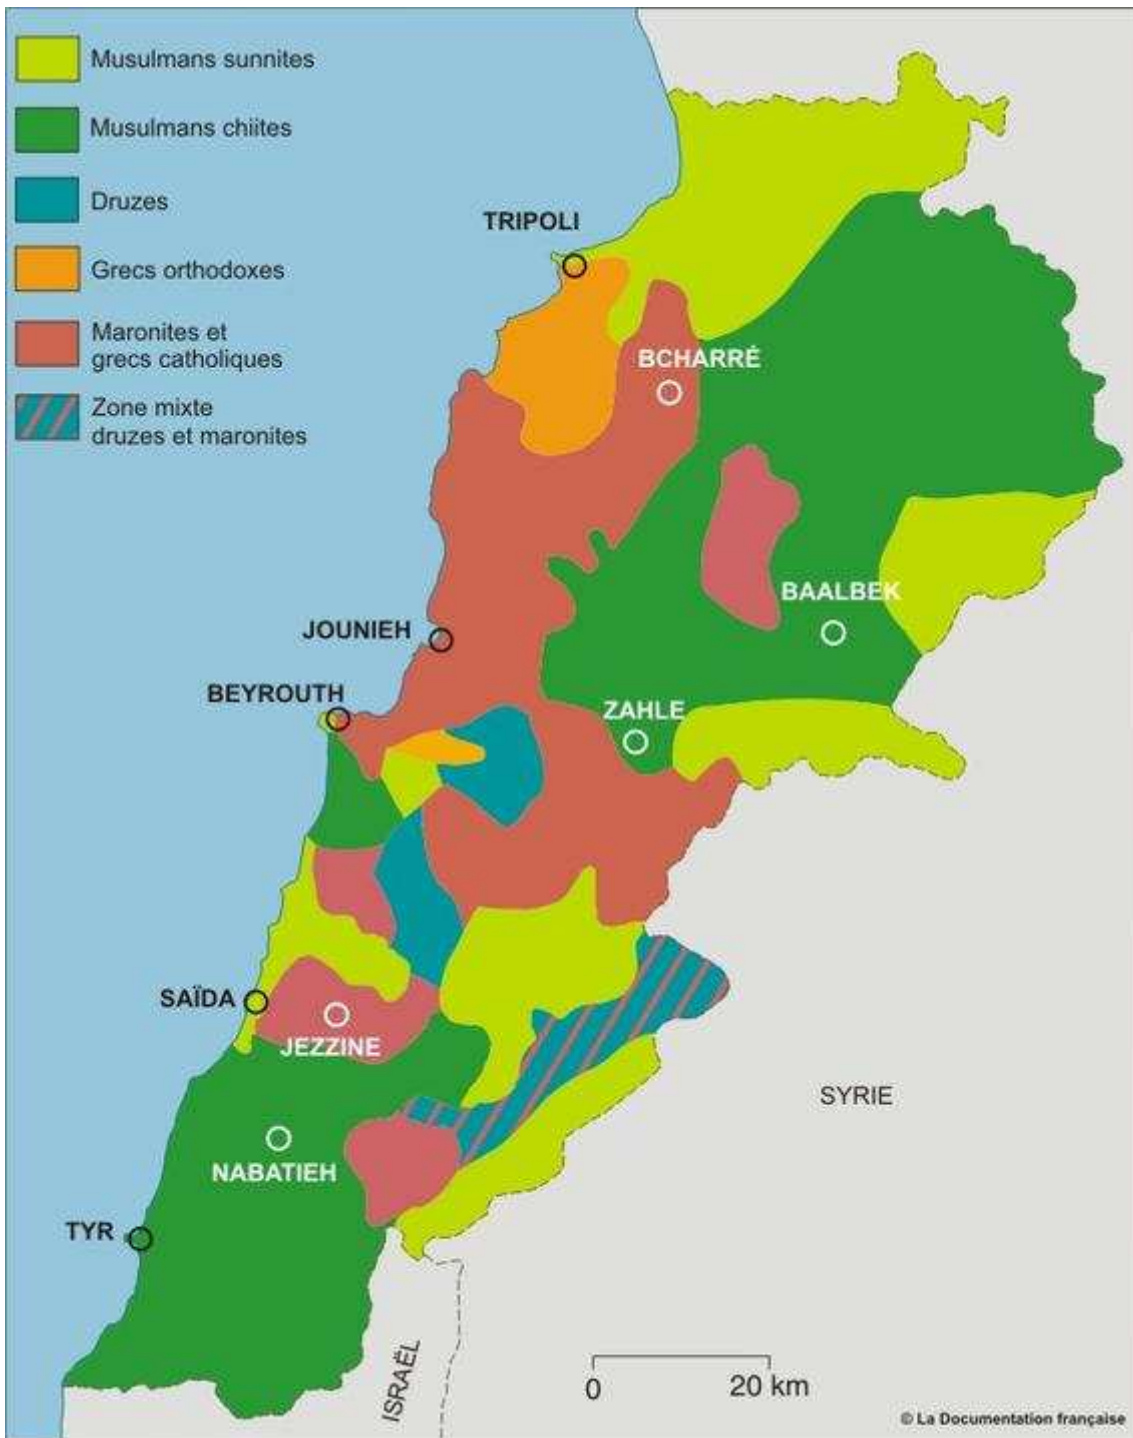 Musulmans sunnites
Musulmans chiites
Druzes
Grecs orthodoxes
Maronites et
grecs catholiques
Zone mixte
druzes et maronites
TRIPOLI
BCHARRÉ
BAALBEK
JOUNIEH
BEYROUTH
ZAHLE
SAÏDA
JEZZINE
SYRIE
NABATIEH
TYR
ISRAËL
0 20 km
© La Documentation française